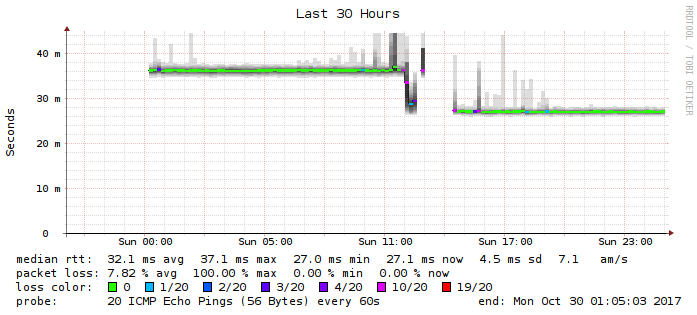 Last 30 Hours
RRDTOOL / TOBI OETIKER
Seconds
40 m
30 m
20 m
10 m
0
Sun 00:00 Sun 05:00 Sun 11:00 Sun 17:00 Sun 23:00
median rtt: 32.1 ms avg 37.1 ms max 27.0 ms min 27.1 ms now 4.5 ms sd 7.1 am/s
packet loss: 7.82 % avg 100.00 % max 0.00 % min 0.00 % now
loss color: 0 1/20 2/20 3/20 4/20 10/20 19/20
probe: 20 ICMP Echo Pings (56 Bytes) every 60s end: Mon Oct 30 01:05:03 2017